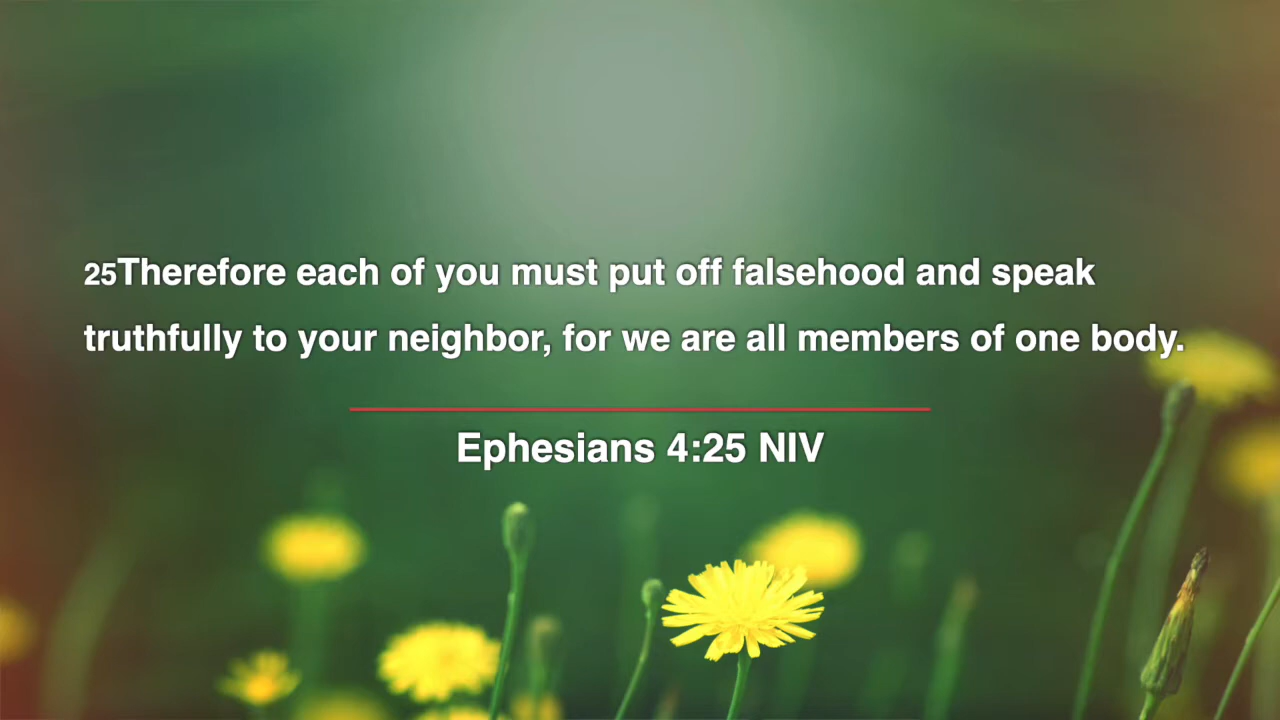 25Therefore each of you must put off falsehood and speak
truthfully to your neighbor, for we are all members of one body.
Ephesians 4:25 NIV